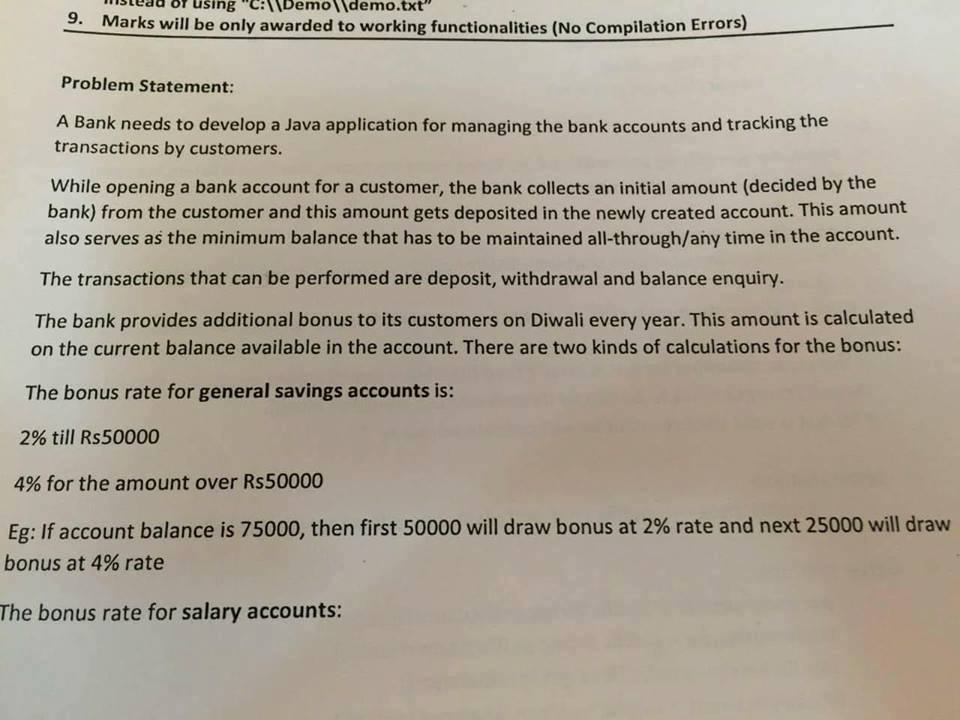 instead of using "C:\\Demo\\demo.txt"
9. Marks will be only awarded to working functionalities (No Compilation Errors)
Problem Statement:
A Bank needs to develop a Java application for managing the bank accounts and tracking the
transactions by customers.
While opening a bank account for a customer, the bank collects an initial amount (decided by the
bank) from the customer and this amount gets deposited in the newly created account. This amount
also serves as the minimum balance that has to be maintained all-through/any time in the account.
The transactions that can be performed are deposit, withdrawal and balance enquiry.
The bank provides additional bonus to its customers on Diwali every year. This amount is calculated
on the current balance available in the account. There are two kinds of calculations for the bonus:
The bonus rate for general savings accounts is:
2% till Rs50000
4% for the amount over Rs50000
Eg: If account balance is 75000, then first 50000 will draw bonus at 2% rate and next 25000 will draw
bonus at 4% rate
The bonus rate for salary accounts: